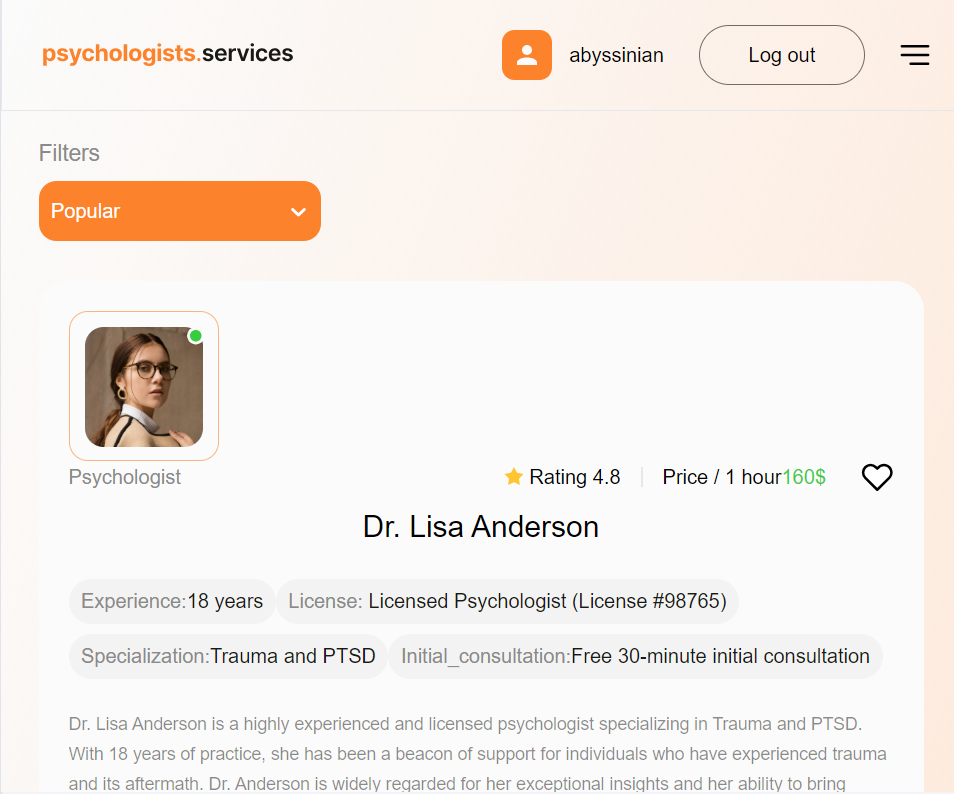 psychologists.services
abyssinian
Log out
Filters
Popular
Psychologist
Rating 4.8
Price / 1 hour160$
Dr. Lisa Anderson
Experience:18 years
License: Licensed Psychologist (License #98765)
Specialization:Trauma and PTSD
Initial_consultation:Free 30-minute initial consultation
Dr. Lisa Anderson is a highly experienced and licensed psychologist specializing in Trauma and PTSD.
With 18 years of practice, she has been a beacon of support for individuals who have experienced trauma
and its aftermath. Dr. Anderson is widely regarded for her exceptional insights and her ability to bring